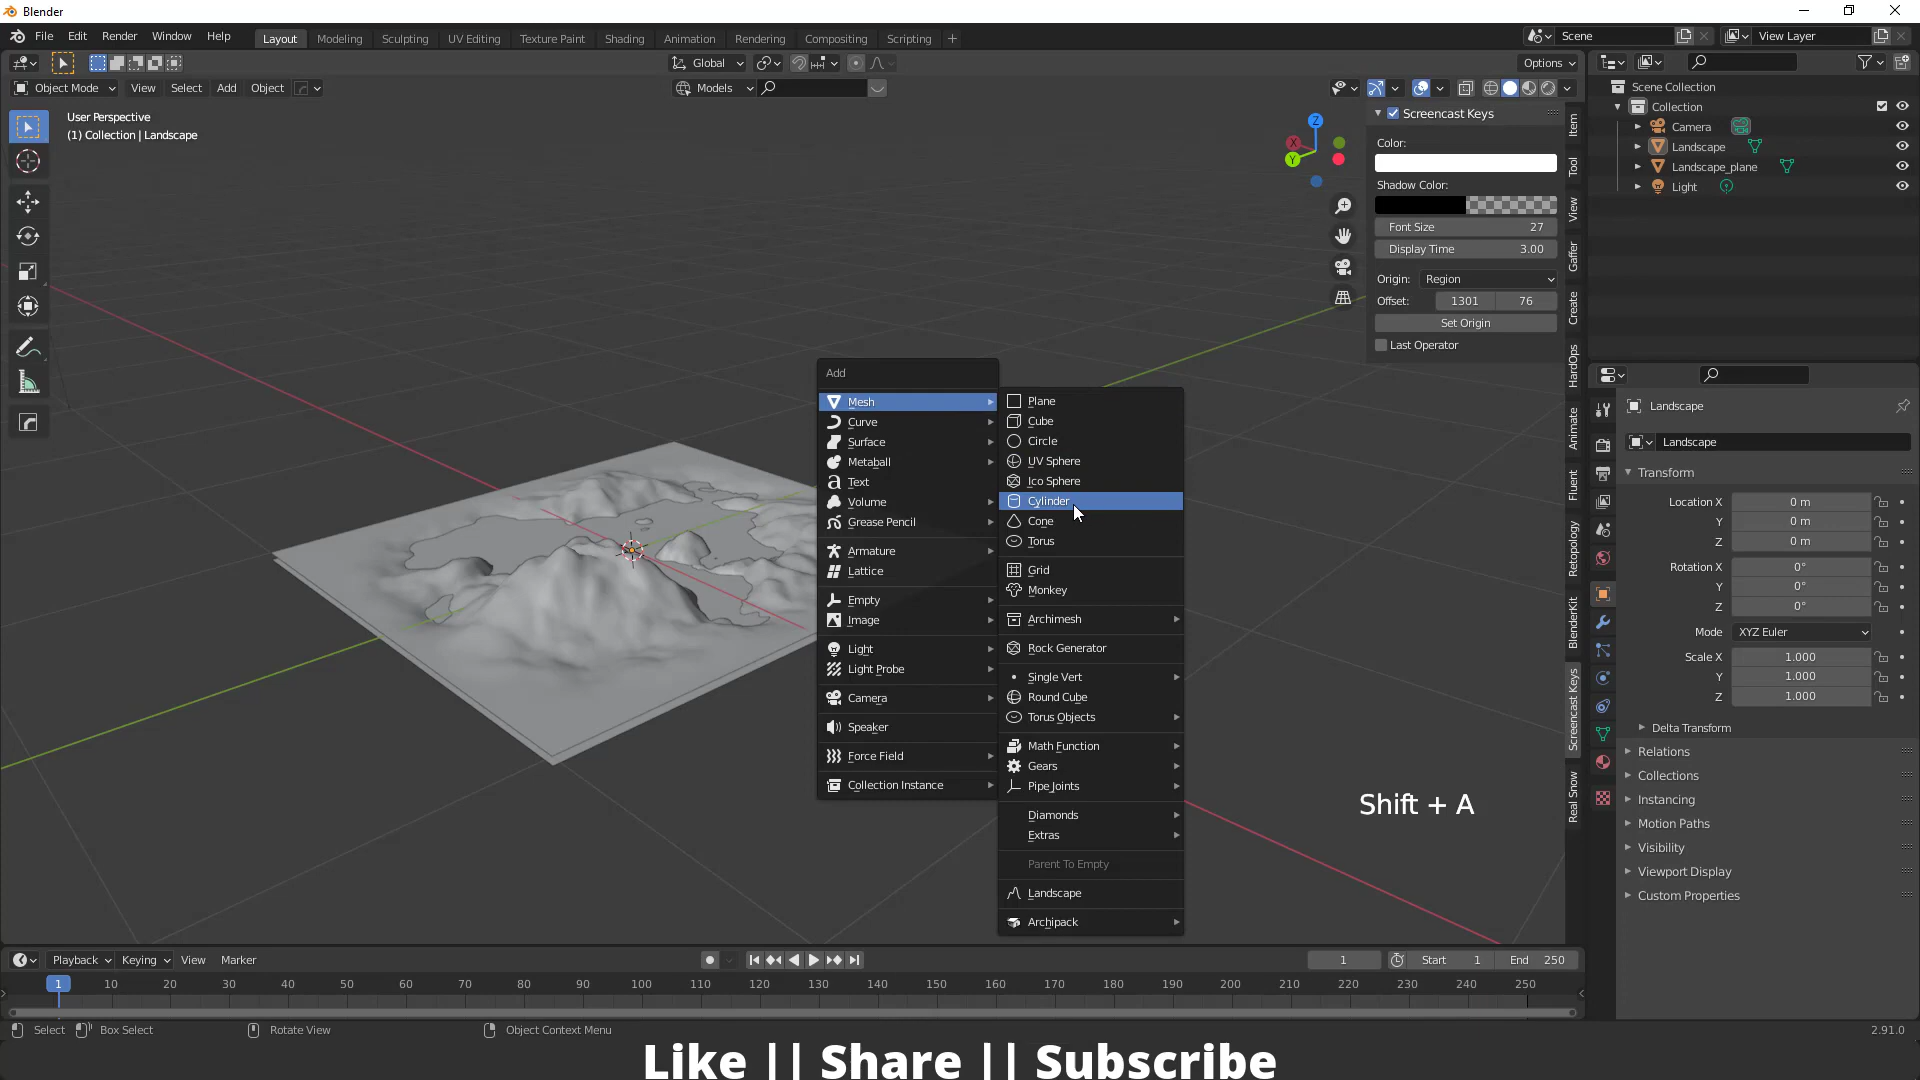 Blender
File Edit Render Window Help
Layout Modeling Sculpting UV Editing Texture Paint Shading Animation Rendering Compositing Scripting +
Scene View Layer
Global Options
Object Mode View Select Add Object Models
User Perspective
(1) Collection | Landscape
Z
X
Y
Screencast Keys
Color:
Shadow Color:
Font Size 27
Display Time 3.00
Origin: Region
Offset: 1301 76
Set Origin
Last Operator
Item
Tool
View
Gaffer
Create
HardOps
Animate
Fluent
Retopology
BlenderKit
Screencast Keys
Real Snow
Scene Collection
Collection
Camera
Landscape
Landscape_plane
Light
Add
Mesh
Curve
Surface
Metaball
Text
Volume
Grease Pencil
Armature
Lattice
Empty
Image
Light
Light Probe
Camera
Speaker
Force Field
Collection Instance
Plane
Cube
Circle
UV Sphere
Ico Sphere
Cylinder
Cone
Torus
Grid
Monkey
Archimesh
Rock Generator
Single Vert
Round Cube
Torus Objects
Math Function
Gears
Pipe Joints
Diamonds
Extras
Parent To Empty
Landscape
Archipack
Shift + A
Landscape
Landscape
Transform
Location X 0 m
Y 0 m
Z 0 m
Rotation X 0°
Y 0°
Z 0°
Mode XYZ Euler
Scale X 1.000
Y 1.000
Z 1.000
Delta Transform
Relations
Collections
Instancing
Motion Paths
Visibility
Viewport Display
Custom Properties
Playback Keying View Marker 1 Start 1 End 250
1 10 20 30 40 50 60 70 80 90 100 110 120 130 140 150 160 170 180 190 200 210 220 230 240 250
Select Box Select Rotate View Object Context Menu 2.91.0
Like || Share || Subscribe